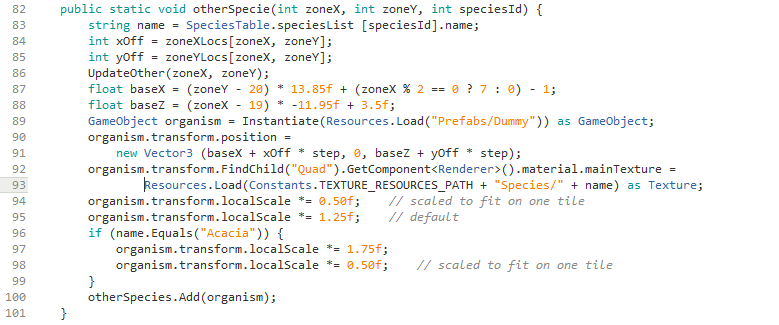 82 public static void otherSpecie(int zoneX, int zoneY, int speciesId) {
83 string name = SpeciesTable.speciesList [speciesId].name;
84 int xOff = zoneXLocs[zoneX, zoneY];
85 int yOff = zoneYLocs[zoneX, zoneY];
86 UpdateOther(zoneX, zoneY);
87 float baseX = (zoneY - 20) * 13.85f + (zoneX % 2 == 0 ? 7 : 0) - 1;
88 float baseZ = (zoneX - 19) * -11.95f + 3.5f;
89 GameObject organism = Instantiate(Resources.Load("Prefabs/Dummy")) as GameObject;
90 organism.transform.position =
91 new Vector3 (baseX + xOff * step, 0, baseZ + yOff * step);
92 organism.transform.FindChild("Quad").GetComponent<Renderer>().material.mainTexture =
93 Resources.Load(Constants.TEXTURE_RESOURCES_PATH + "Species/" + name) as Texture;
94 organism.transform.localScale *= 0.50f; // scaled to fit on one tile
95 organism.transform.localScale *= 1.25f; // default
96 if (name.Equals("Acacia")) {
97 organism.transform.localScale *= 1.75f;
98 organism.transform.localScale *= 0.50f; // scaled to fit on one tile
99 }
100 otherSpecies.Add(organism);
101 }